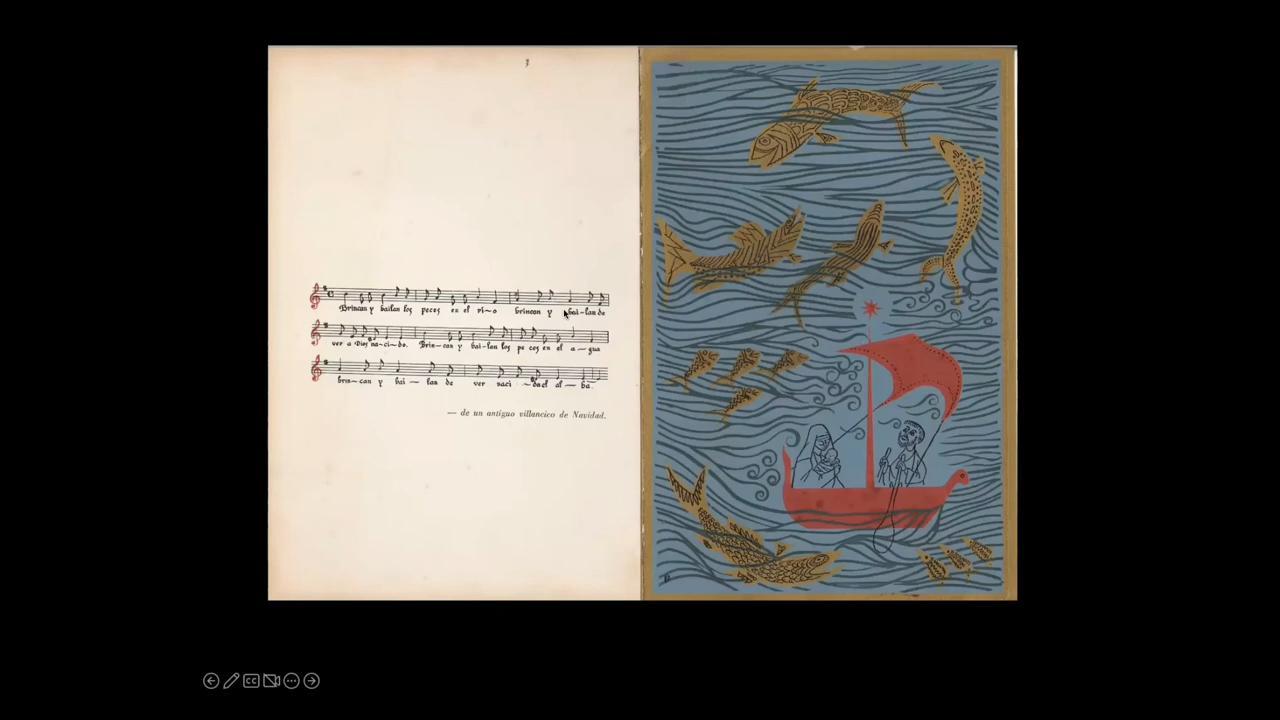 Brincan y bailan los peces en el ri-o brincan y bai-lan de
ver a Dios na-ci-do. Brin-can y bai-lan los pe ces en el a-gua
brin-can y bai-lan de ver naci-do el al-ba.
— de un antiguo villancico de Navidad.
CC